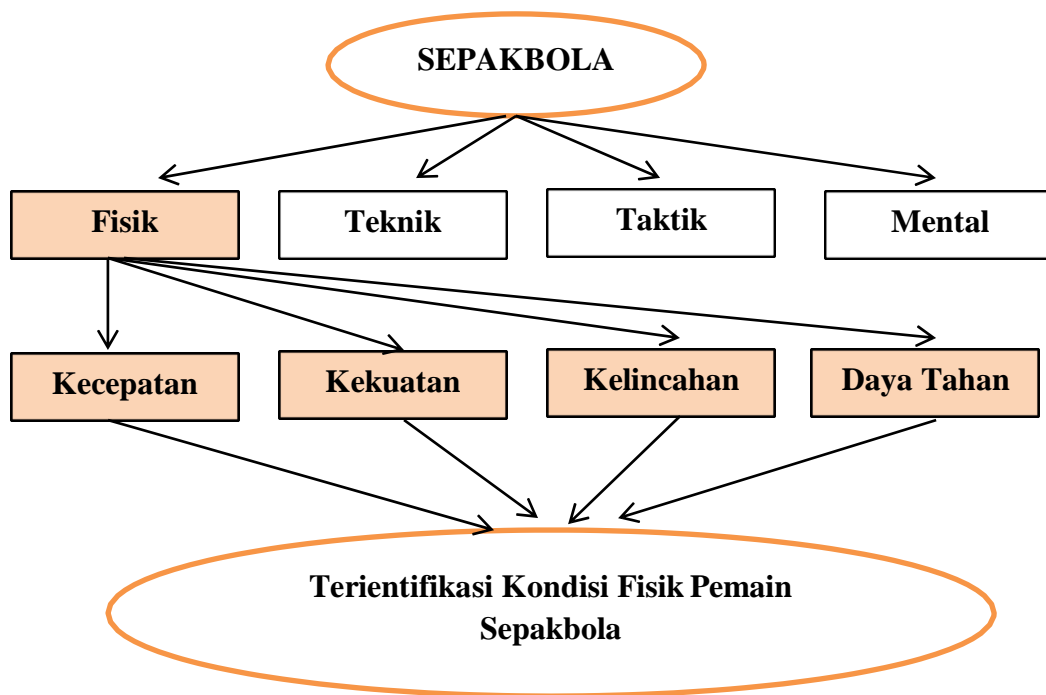 SEPAKBOLA
Fisik
Teknik
Taktik
Mental
Kecepatan
Kekuatan
Kelincahan
Daya Tahan
Terientifikasi Kondisi Fisik Pemain
Sepakbola